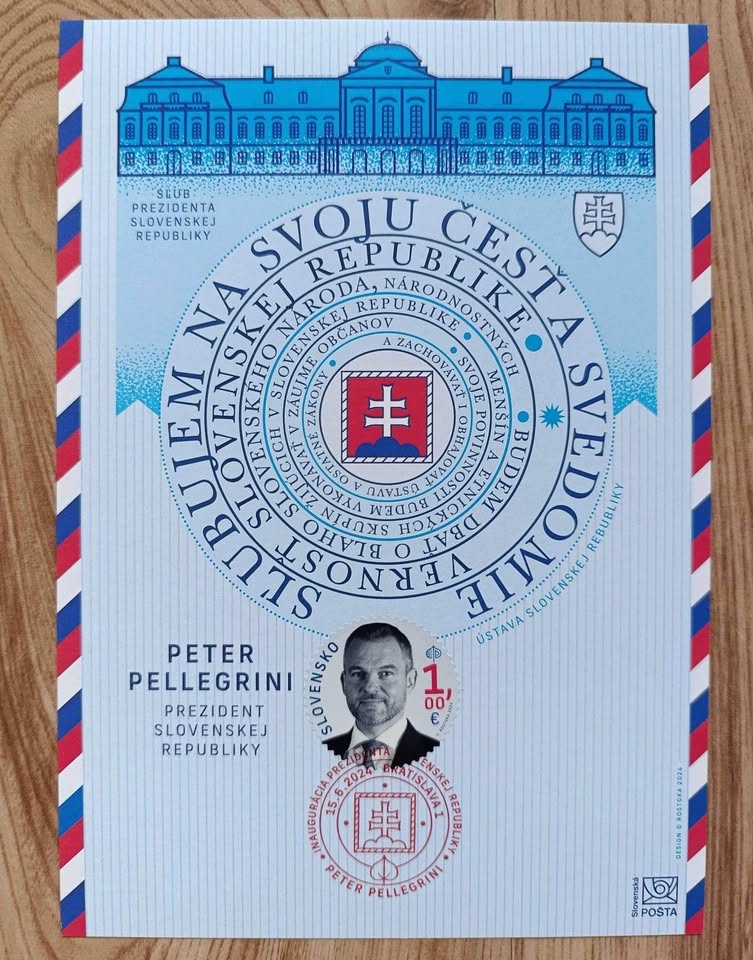 SĽUB
PREZIDENTA
SLOVENSKEJ
REPUBLIKY
SĽUBUJEM NA SVOJU ČESŤ A SVEDOMIE
VERNOSŤ SLOVENSKEJ REPUBLIKE
BUDEM DBAŤ O BLAHO SLOVENSKÉHO NÁRODA, NÁRODNOSTNÝCH
MENŠÍN A ETNICKÝCH SKUPÍN ŽIJÚCICH V SLOVENSKEJ REPUBLIKE
SVOJE POVINNOSTI BUDEM VYKONÁVAŤ V ZÁUJME OBČANOV
A ZACHOVÁVAŤ I OBHAJOVAŤ ÚSTAVU A OSTATNÉ ZÁKONY
ÚSTAVA SLOVENSKEJ REPUBLIKY
PETER
PELLEGRINI
PREZIDENT
SLOVENSKEJ
REPUBLIKY
SLOVENSKO
1,00 €
INAUGURÁCIA PREZIDENTA ENSKEJ REPUBLIKY
15.6.2024 BRATISLAVA 1
PETER PELLEGRINI
DESIGN © ROSTOKA 2024
Slovenská
POŠTA